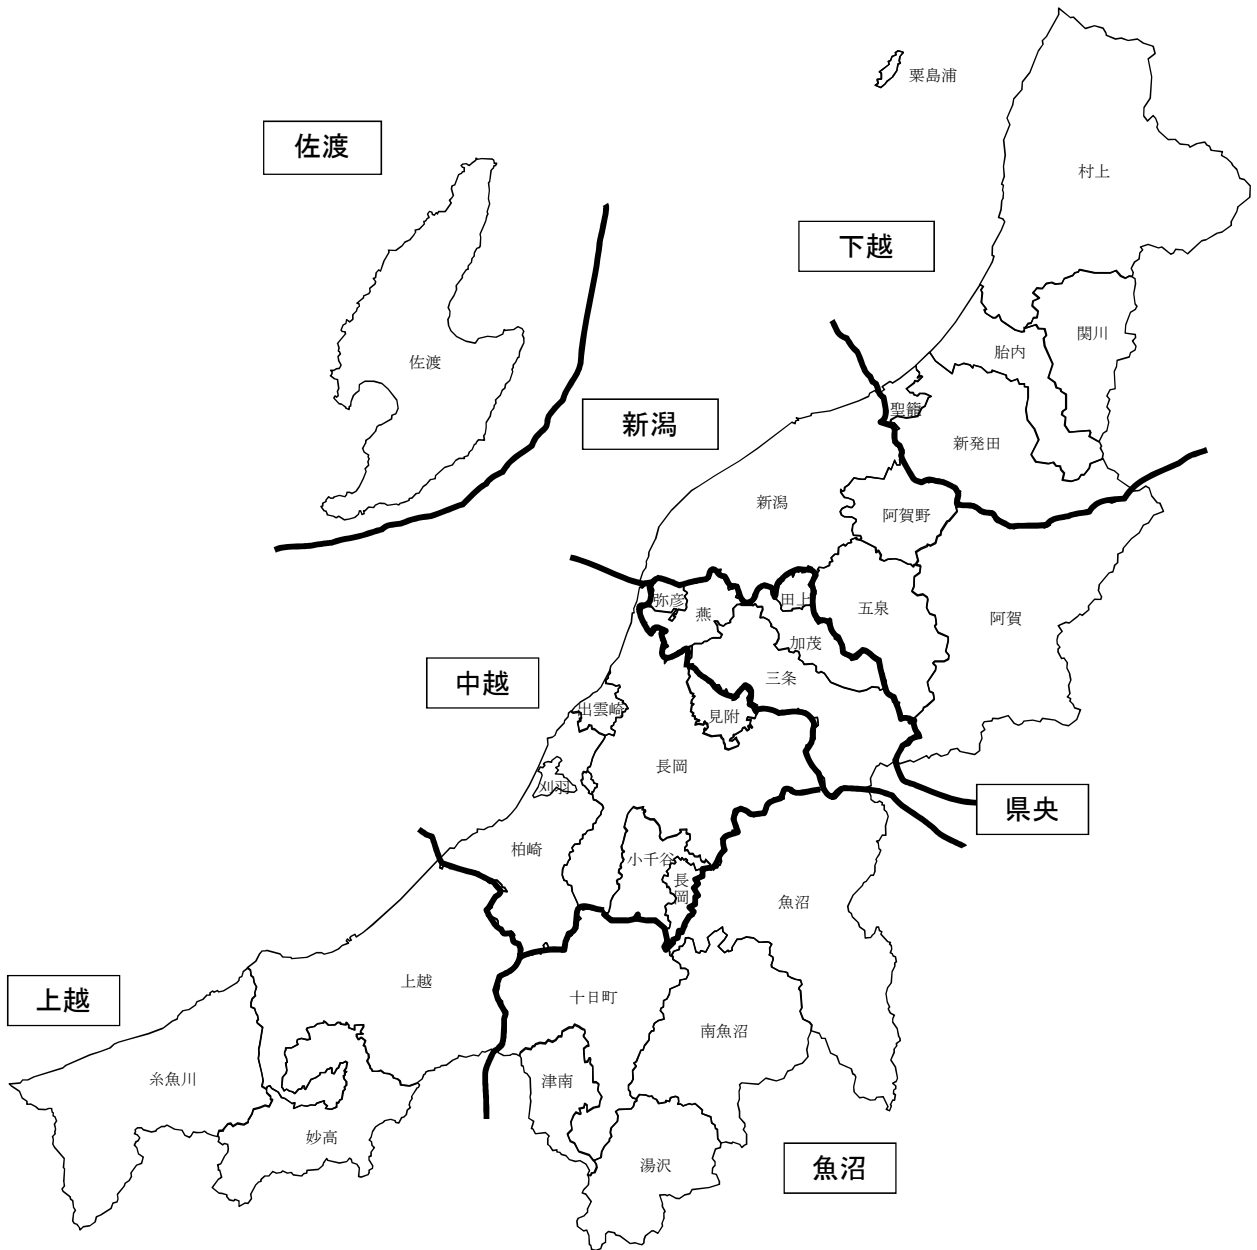 粟島浦
佐渡
村上
下越
関川
胎内
佐渡
聖籠
新潟
新発田
新潟
阿賀野
弥彦
田上
燕
五泉
阿賀
加茂
三条
中越
出雲崎
見附
長岡
刈羽
県央
柏崎
小千谷
長岡
魚沼
上越
上越
十日町
南魚沼
糸魚川
津南
妙高
湯沢
魚沼